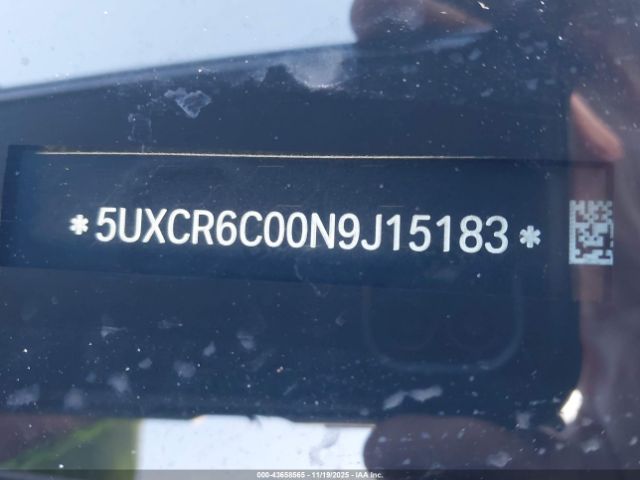 *5UXCR6C00N9J15183*
000-43658565 | 11/19/2025 - IAA Inc.